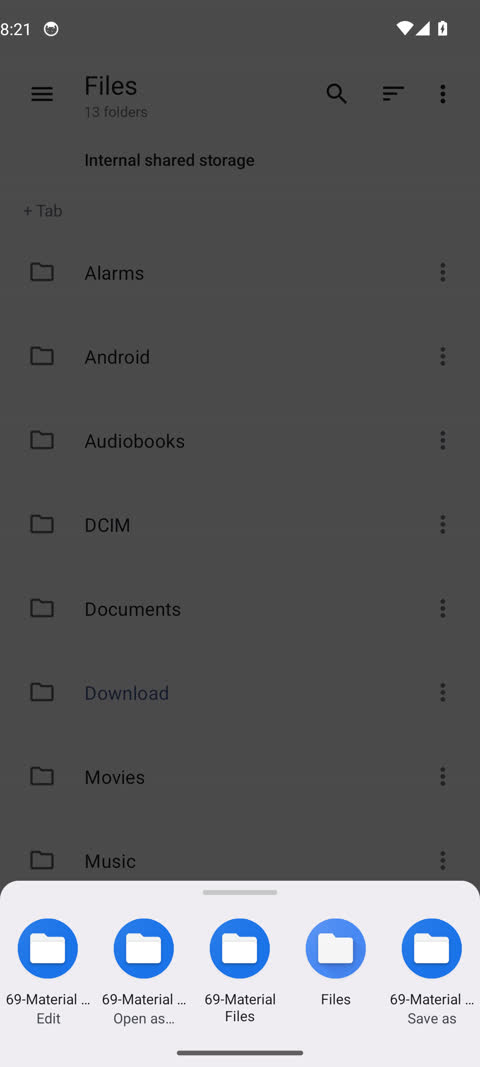 8:21
Files
13 folders
Internal shared storage
+ Tab
Alarms
Android
Audiobooks
DCIM
Documents
Download
Movies
Music
69-Material ...
Edit
69-Material ...
Open as...
69-Material
Files
Files
69-Material ...
Save as